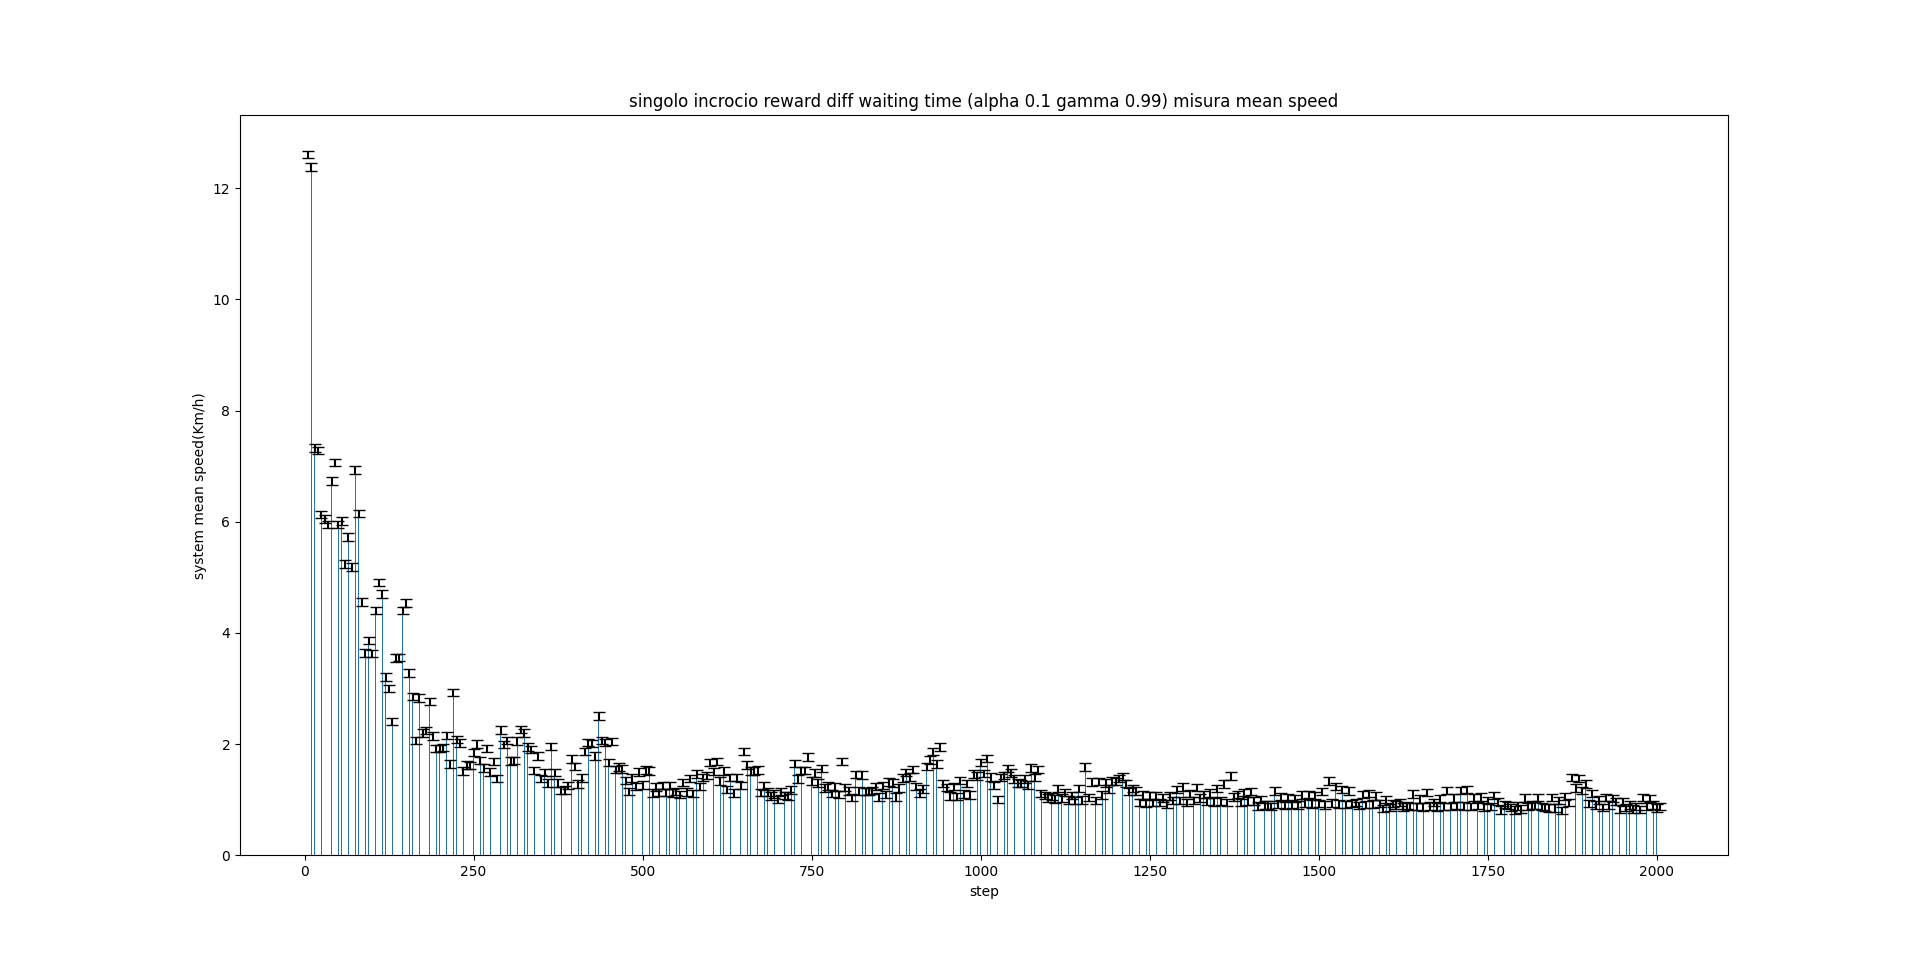 singolo incrocio reward diff waiting time (alpha 0.1 gamma 0.99) misura mean speed
system mean speed(Km/h)
12
10
8
6
4
2
0
0 250 500 750 1000 1250 1500 1750 2000
step